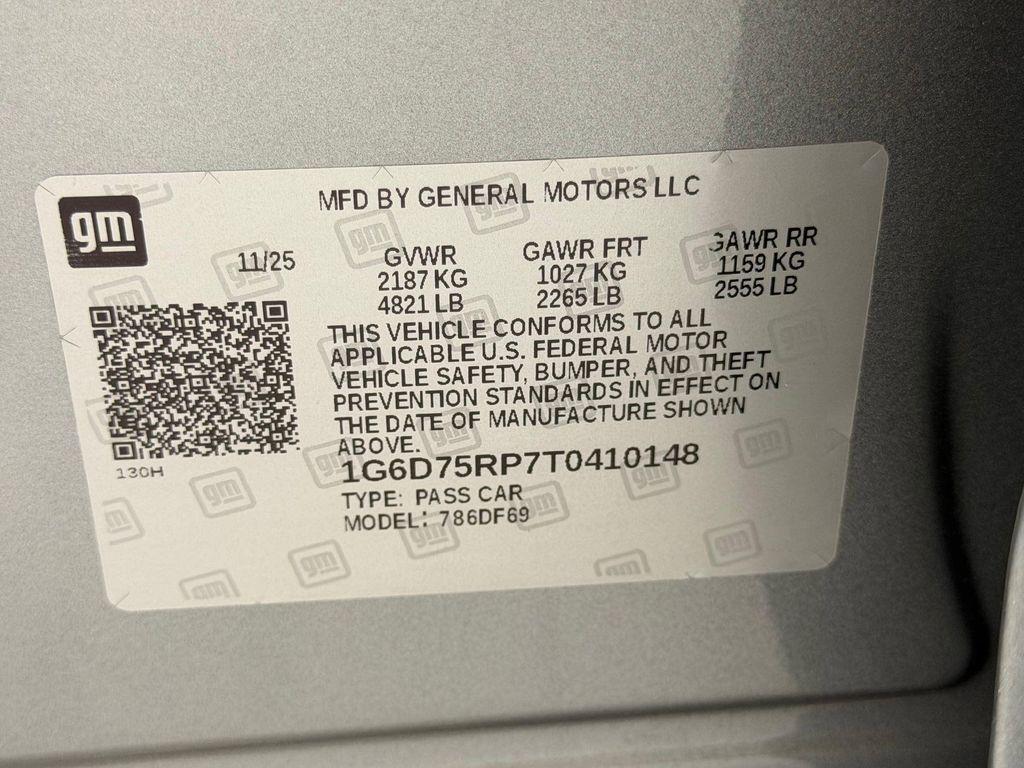 gm
MFD BY GENERAL MOTORS LLC
11/25 GVWR GAWR FRT GAWR RR
2187 KG 1027 KG 1159 KG
4821 LB 2265 LB 2555 LB
THIS VEHICLE CONFORMS TO ALL
APPLICABLE U.S. FEDERAL MOTOR
VEHICLE SAFETY, BUMPER, AND THEFT
PREVENTION STANDARDS IN EFFECT ON
THE DATE OF MANUFACTURE SHOWN
ABOVE.
130H
1G6D75RP7T0410148
TYPE: PASS CAR
MODEL: 786DF69